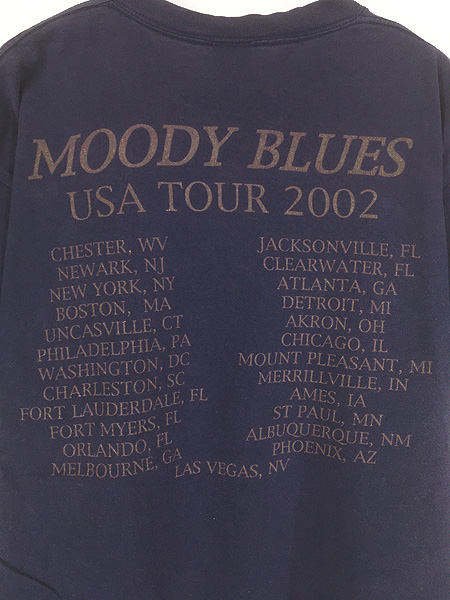 MOODY BLUES
USA TOUR 2002
CHESTER, WV
NEWARK, NJ
NEW YORK, NY
BOSTON, MA
UNCASVILLE, CT
PHILADELPHIA, PA
WASHINGTON, DC
CHARLESTON, SC
FORT LAUDERDALE, FL
FORT MYERS, FL
ORLANDO, FL
MELBOURNE, GA
JACKSONVILLE, FL
CLEARWATER, FL
ATLANTA, GA
DETROIT, MI
AKRON, OH
CHICAGO, IL
MOUNT PLEASANT, MI
MERRILLVILLE, IN
AMES, IA
ST PAUL, MN
ALBUQUERQUE, NM
PHOENIX, AZ
LAS VEGAS, NV